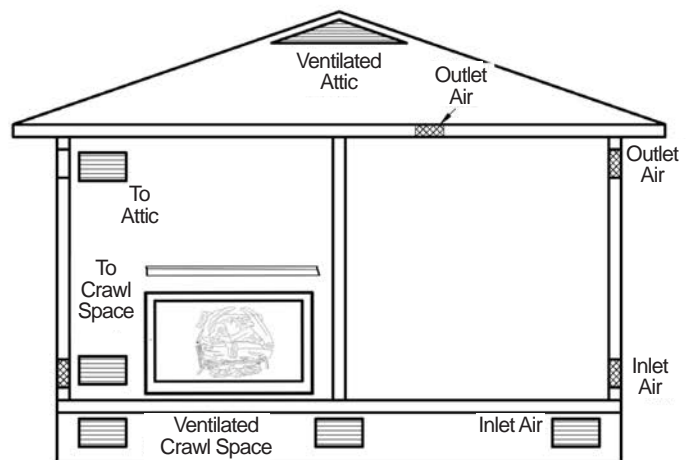 Ventilated
Attic
Outlet
Air
Outlet
Air
To
Attic
To
Crawl
Space
Inlet
Air
Ventilated
Crawl Space
Inlet Air